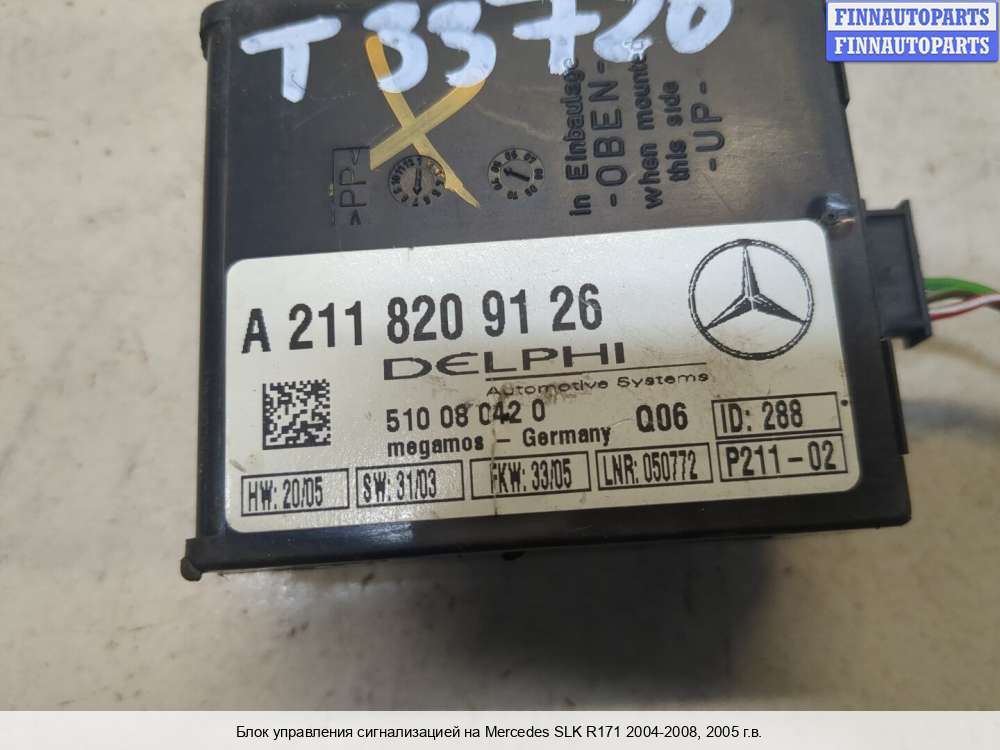 FINNAUTOPARTS
FINNAUTOPARTS
T 33720
in Einbaulage
- OBEN -
when mounted
this side
- UP -
>PP<
A 211 820 91 26
DELPHI
Automotive Systems
510 08 042 0
megamos - Germany
Q06
ID: 288
HW: 20/05
SW: 31/03
FKW: 33/05
LNR: 050772
P211-02
Блок управления сигнализацией на Mercedes SLK R171 2004-2008, 2005 г.в.